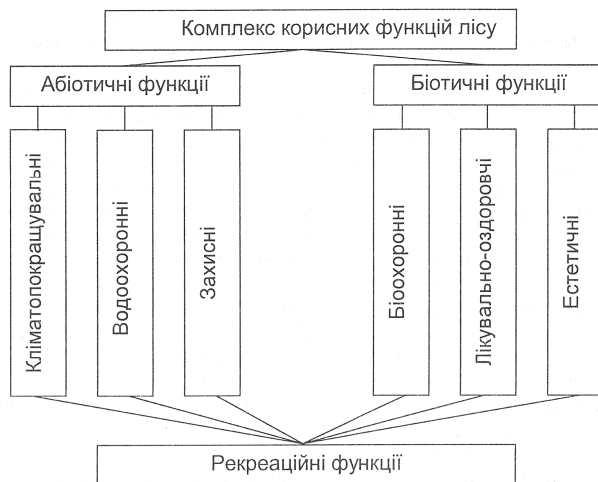 Комплекс корисних функцій лісу
Абіотичні функції
Біотичні функції
Кліматопокращувальні
Водоохоронні
Захисні
Біоохоронні
Лікувально-оздоровчі
Естетичні
Рекреаційні функції